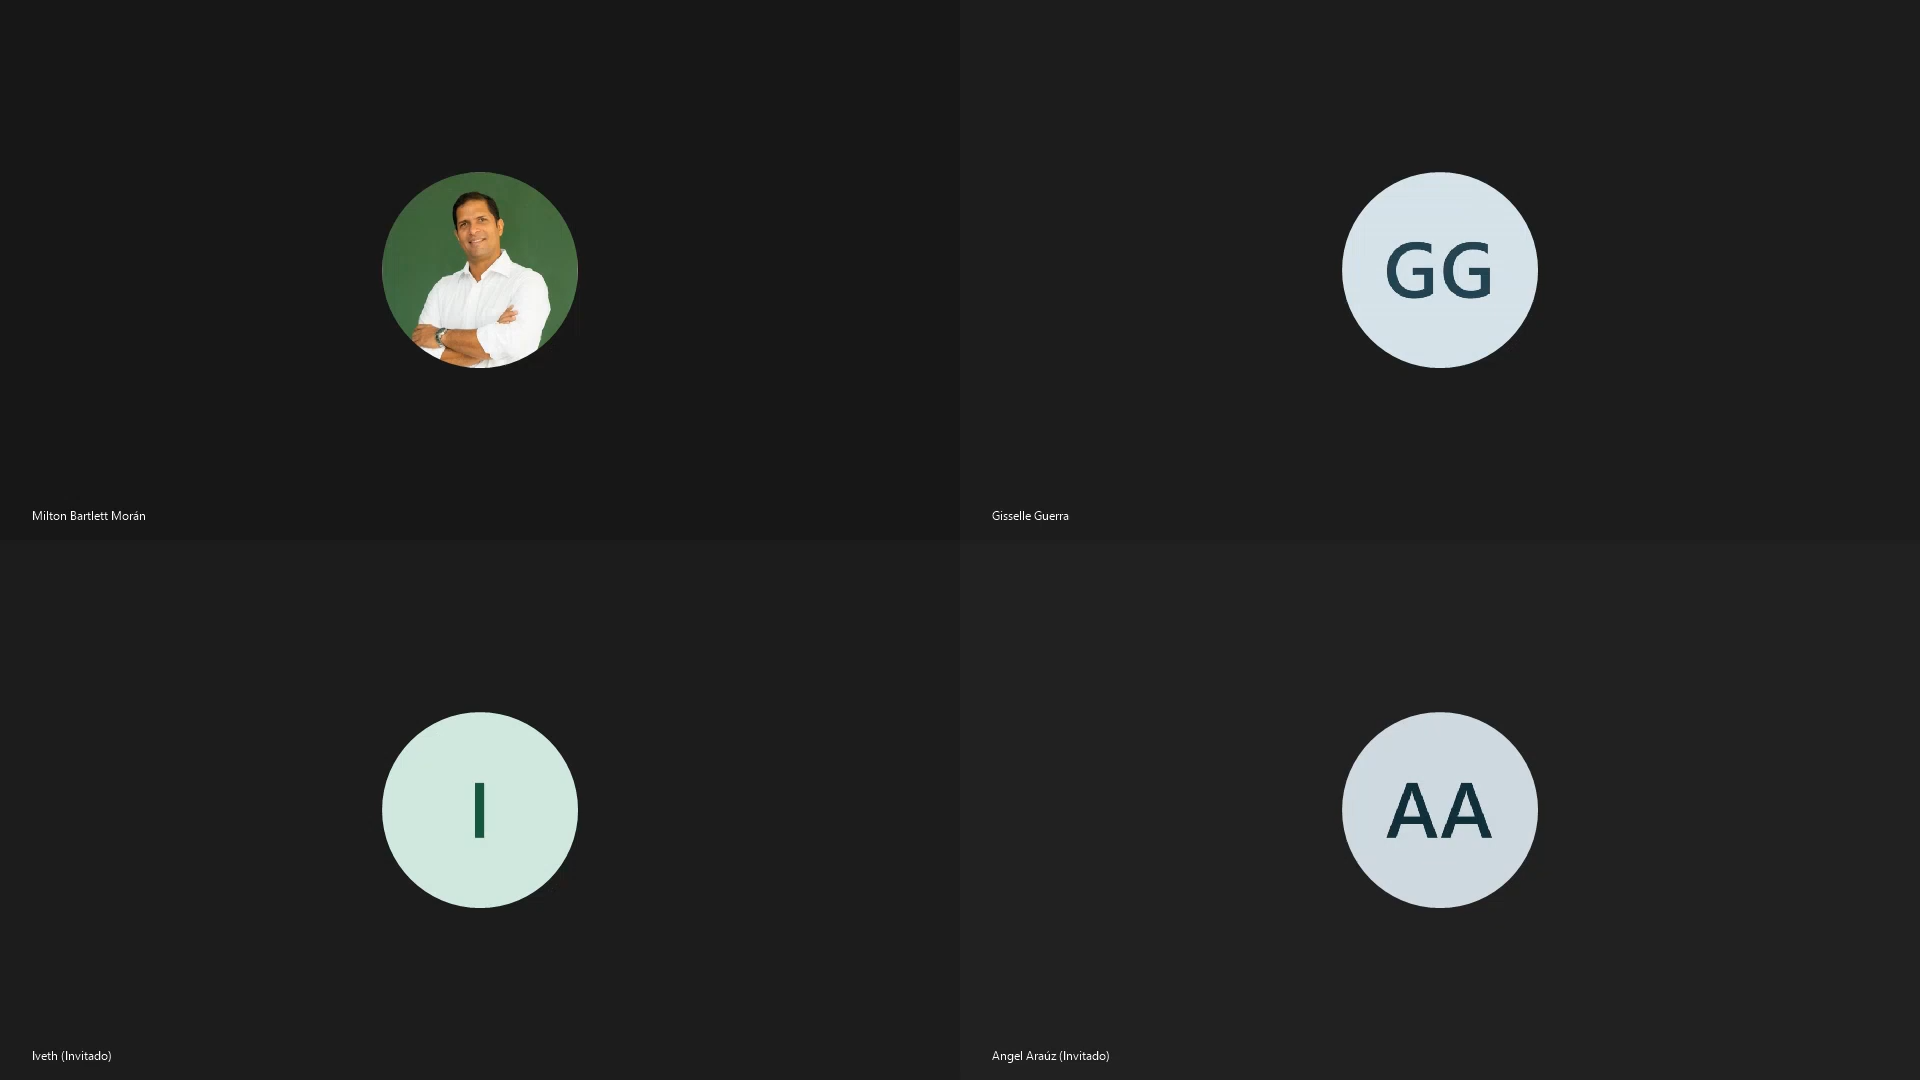 GG
Milton Bartlett Morán
Gisselle Guerra
I
AA
Iveth (Invitado)
Angel Araúz (Invitado)